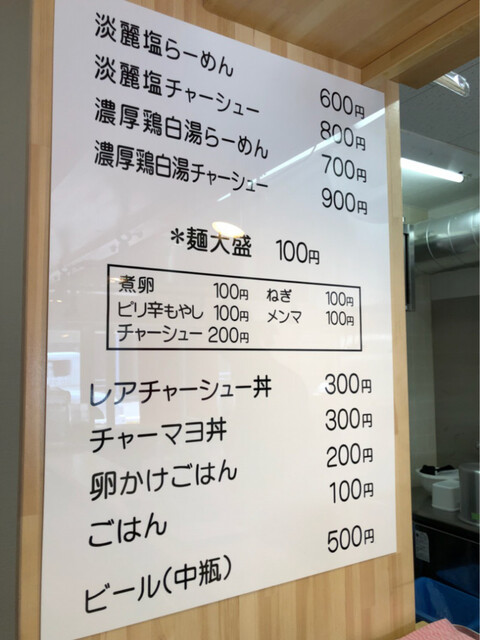 淡麗塩らーめん 600円
淡麗塩チャーシュー 800円
濃厚鶏白湯らーめん 700円
濃厚鶏白湯チャーシュー 900円
*麺大盛 100円
煮卵 100円 ねぎ 100円
ピリ辛もやし 100円 メンマ 100円
チャーシュー 200円
レアチャーシュー丼 300円
チャーマヨ丼 300円
卵かけごはん 200円
ごはん 100円
ビール(中瓶) 500円